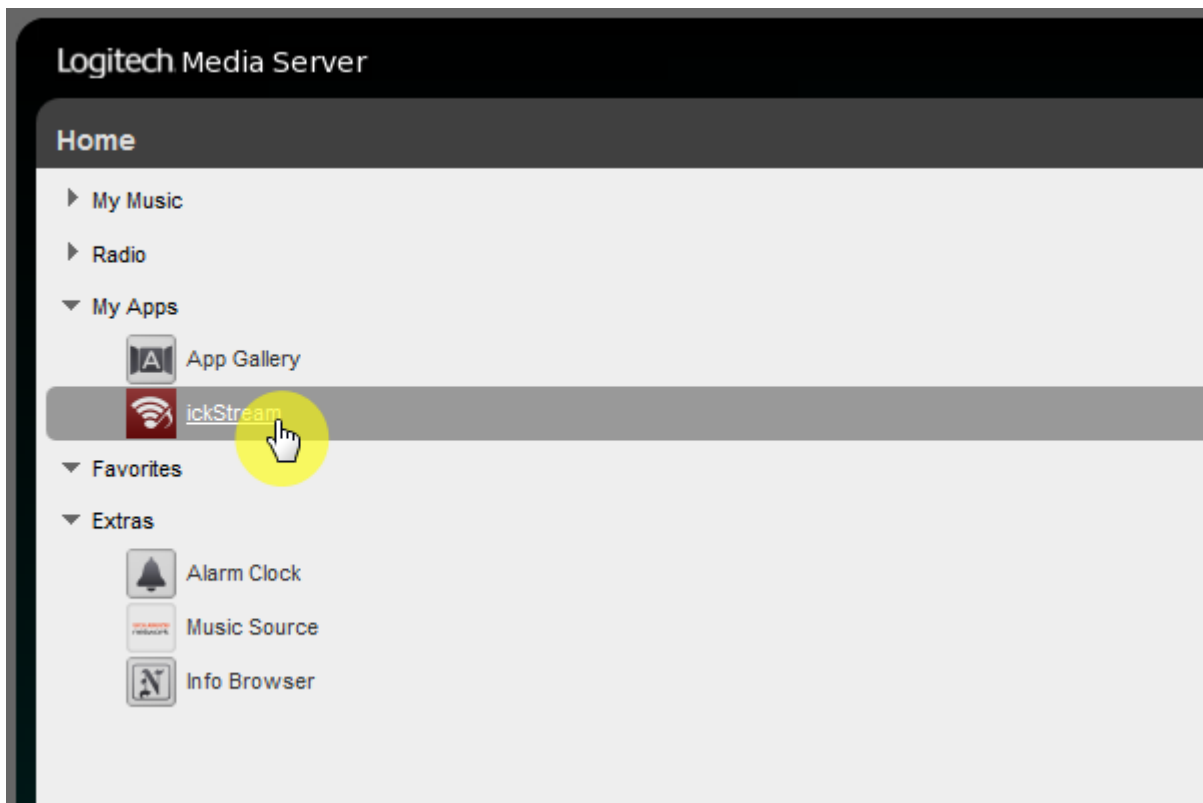 Logitech Media Server
Home
My Music
Radio
My Apps
A
App Gallery
ickStream
Favorites
Extras
Alarm Clock
network
Music Source
N
Info Browser